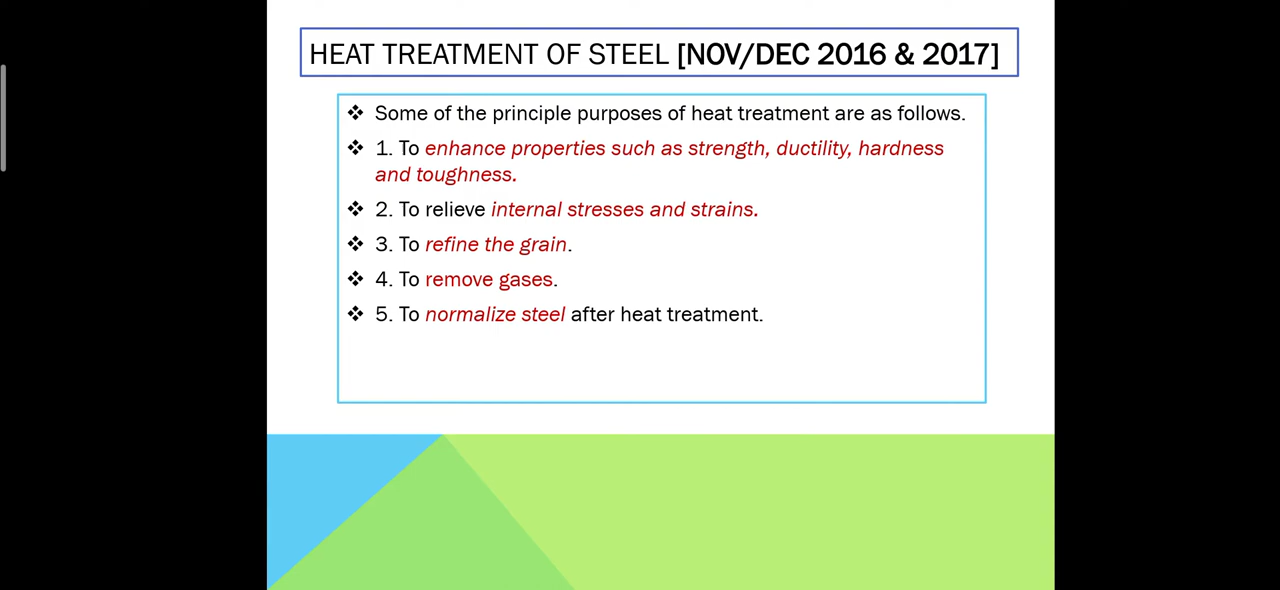 HEAT TREATMENT OF STEEL [NOV/DEC 2016 & 2017]
❖ Some of the principle purposes of heat treatment are as follows.
❖ 1. To enhance properties such as strength, ductility, hardness
and toughness.
❖ 2. To relieve internal stresses and strains.
❖ 3. To refine the grain.
❖ 4. To remove gases.
❖ 5. To normalize steel after heat treatment.